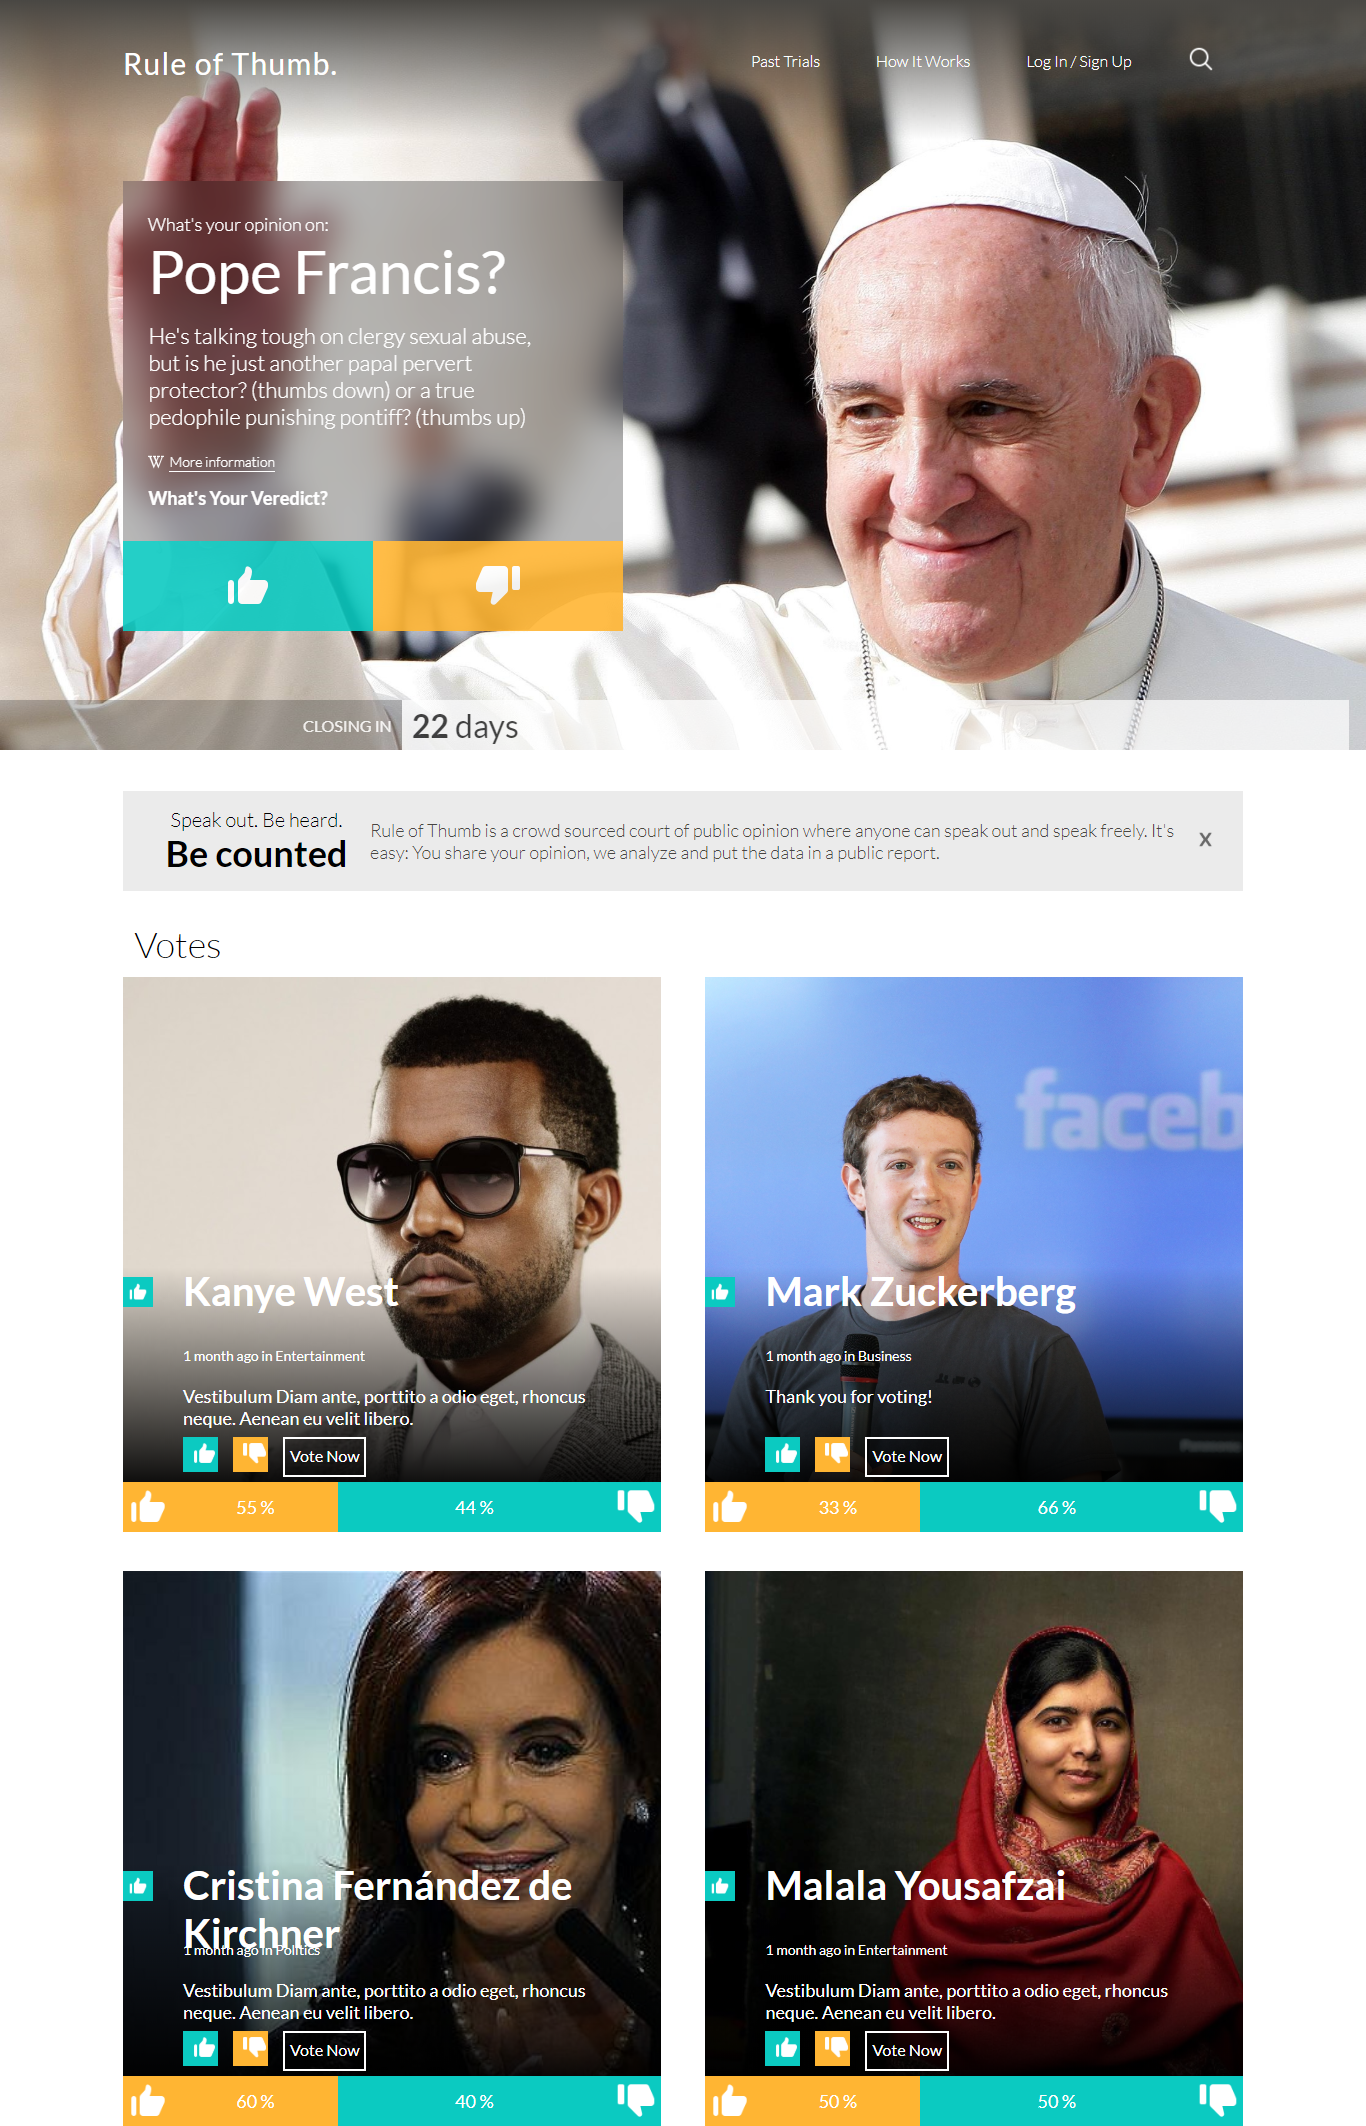 Rule of Thumb.
Past Trials
How It Works
Log In / Sign Up
What's your opinion on:
Pope Francis?
He's talking tough on clergy sexual abuse,
but is he just another papal pervert
protector? (thumbs down) or a true
pedophile punishing pontiff? (thumbs up)
W More information
What's Your Veredict?
CLOSING IN 22 days
Speak out. Be heard.
Be counted
Rule of Thumb is a crowd sourced court of public opinion where anyone can speak out and speak freely. It's
easy: You share your opinion, we analyze and put the data in a public report.
X
Votes
faceb
Kanye West
1 month ago in Entertainment
Vestibulum Diam ante, porttito a odio eget, rhoncus
neque. Aenean eu velit libero.
Vote Now
55 %
44 %
Mark Zuckerberg
1 month ago in Business
Thank you for voting!
Panasonic
Vote Now
33 %
66 %
Cristina Fernández de
Kirchner
1 month ago in Politics
Vestibulum Diam ante, porttito a odio eget, rhoncus
neque. Aenean eu velit libero.
Vote Now
60 %
40 %
Malala Yousafzai
1 month ago in Entertainment
Vestibulum Diam ante, porttito a odio eget, rhoncus
neque. Aenean eu velit libero.
Vote Now
50 %
50 %